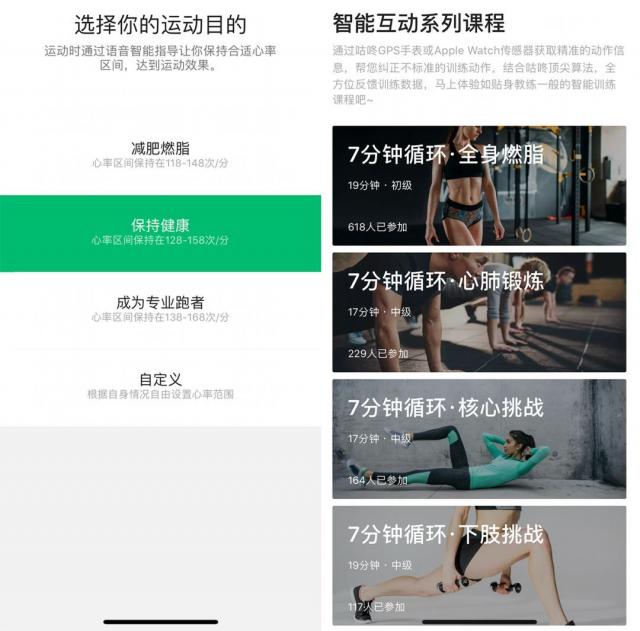 选择你的运动目的
运动时通过语音智能指导让你保持合适心率
区间，达到运动效果。
减肥燃脂
心率区间保持在118-148次/分
保持健康
心率区间保持在128-158次/分
成为专业跑者
心率区间保持在138-168次/分
自定义
根据自身情况自由设置心率范围
智能互动系列课程
通过咕咚GPS手表或Apple Watch传感器获取精准的动作信
息，帮您纠正不标准的训练动作，结合咕咚顶尖算法，全
方位反馈训练数据，马上体验如贴身教练一般的智能训练
课程吧~
7分钟循环·全身燃脂
19分钟 · 初级
618人已参加
7分钟循环·心肺锻炼
17分钟 · 中级
229人已参加
7分钟循环·核心挑战
17分钟 · 中级
164人已参加
7分钟循环·下肢挑战
19分钟 · 中级
117人已参加